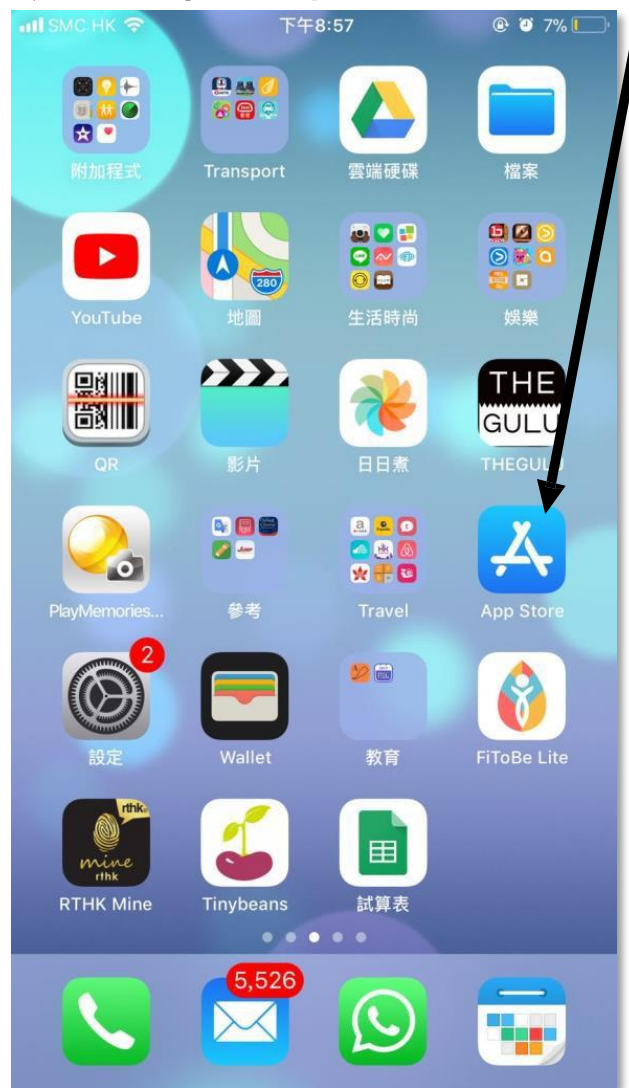 SMC HK 下午8:57 7%
附加程式 Transport 雲端硬碟 檔案
280
YouTube 地圖 生活時尚 娛樂
THE
GULU
QR 影片 日日煮 THEGULU
PlayMemories... 參考 Travel App Store
2
設定 Wallet 教育 FiToBe Lite
rthk
mine
rthk
RTHK Mine Tinybeans 試算表
5,526